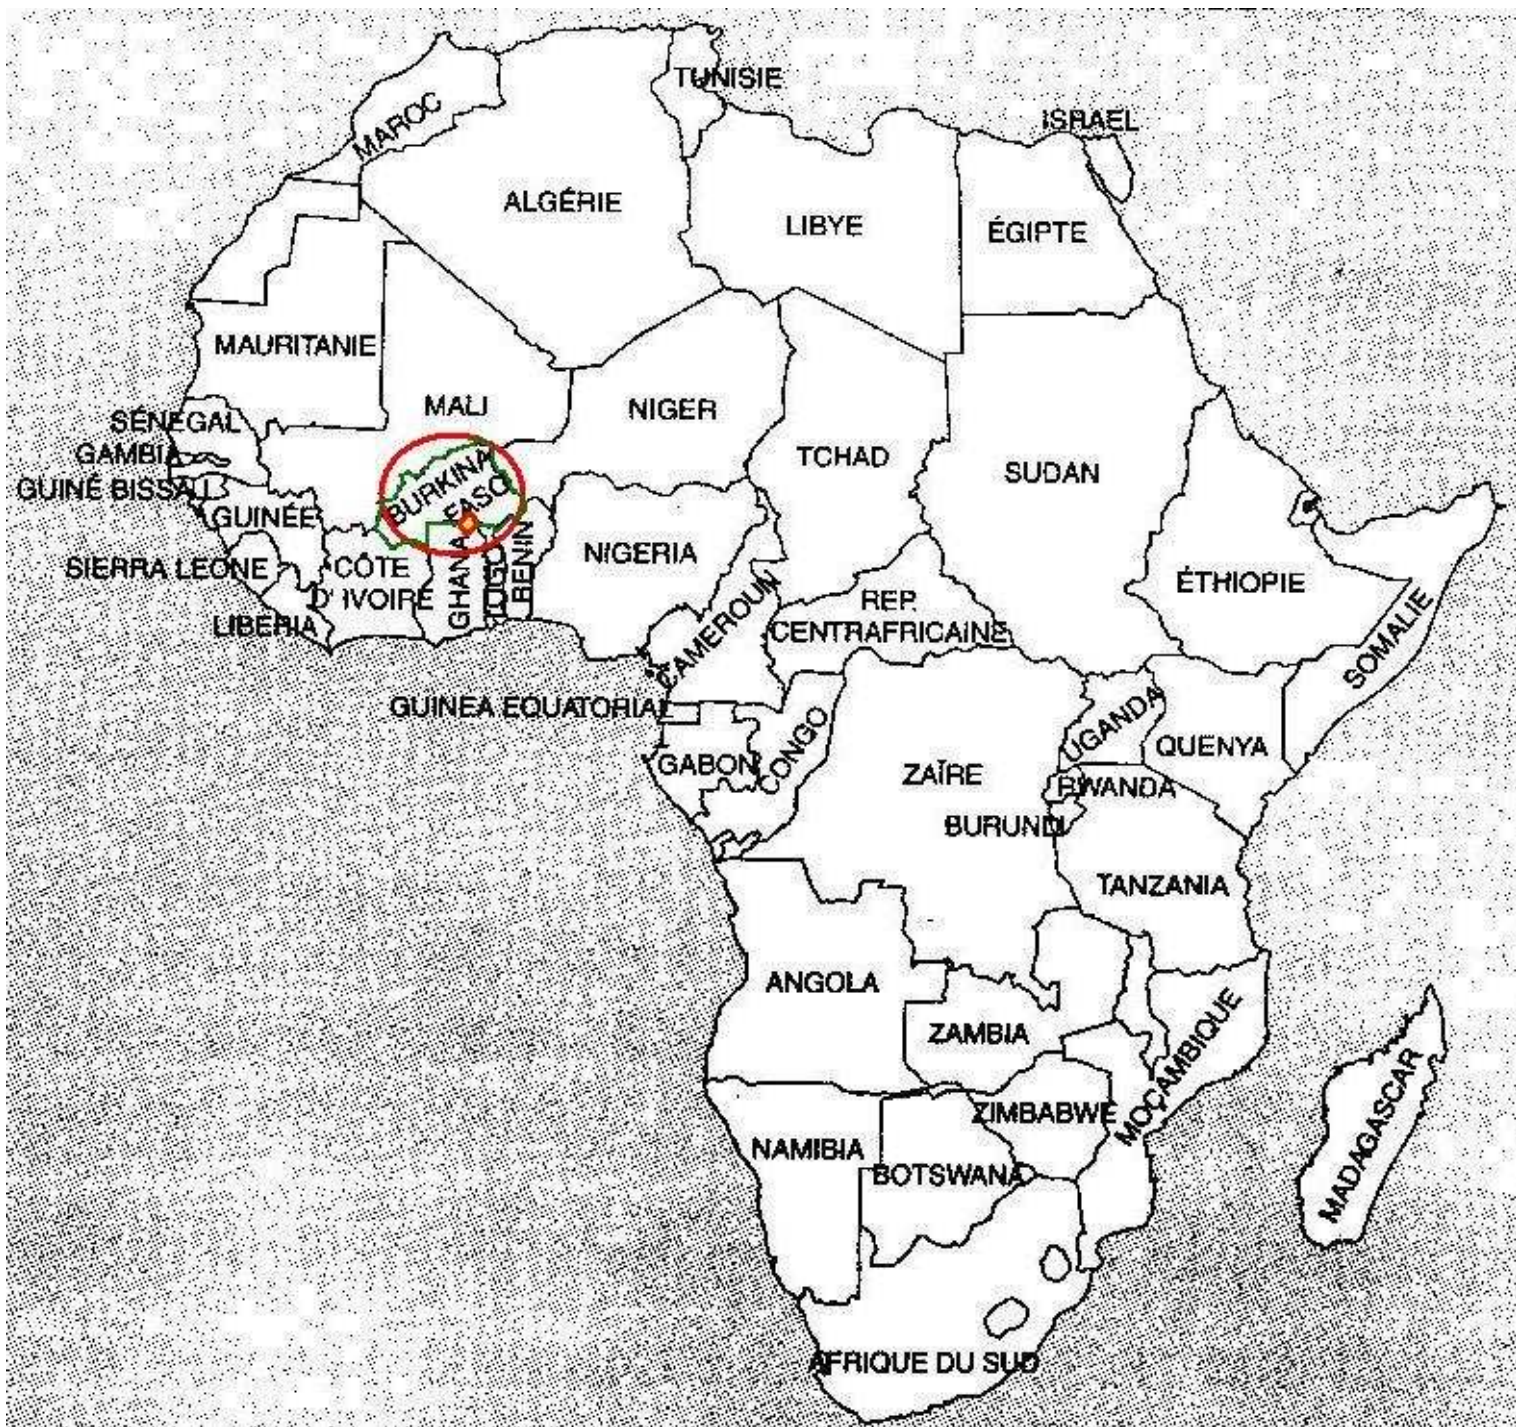 TUNISIE
MAROC
ISRAEL
ALGÉRIE
LIBYE
ÉGIPTE
MAURITANIE
MALI
NIGER
SÉNEGAL
TCHAD
SUDAN
GAMBIA
BURKINA
FASO
GUINÉ BISSAU
GUINÉE
NIGERIA
SIERRA LEONE
CÔTE
D'IVOIRE
GHANA
TOGO
BENIN
ÉTHIOPIE
LIBERIA
CAMEROUN
REP.
CENTRAFRICAINE
SOMALIE
GUINEA EQUATORIAL
UGANDA
QUENYA
GABON
CONGO
ZAÏRE
RWANDA
BURUNDI
TANZANIA
ANGOLA
ZAMBIA
MOÇAMBIQUE
ZIMBABWE
MADAGASCAR
NAMIBIA
BOTSWANA
AFRIQUE DU SUD